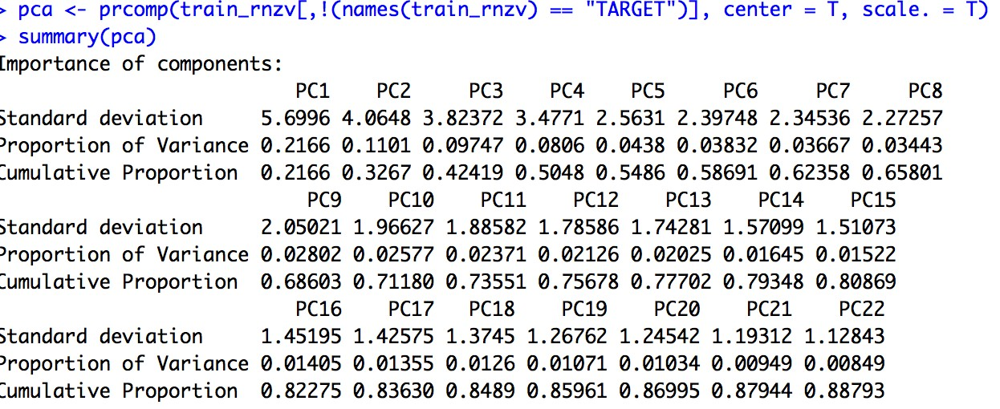 > pca <- prcomp(train_rnzv[,!(names(train_rnzv) == "TARGET")], center = T, scale. = T)
> summary(pca)
Importance of components:
PC1 PC2 PC3 PC4 PC5 PC6 PC7 PC8
Standard deviation 5.6996 4.0648 3.82372 3.4771 2.5631 2.39748 2.34536 2.27257
Proportion of Variance 0.2166 0.1101 0.09747 0.0806 0.0438 0.03832 0.03667 0.03443
Cumulative Proportion 0.2166 0.3267 0.42419 0.5048 0.5486 0.58691 0.62358 0.65801
PC9 PC10 PC11 PC12 PC13 PC14 PC15
Standard deviation 2.05021 1.96627 1.88582 1.78586 1.74281 1.57099 1.51073
Proportion of Variance 0.02802 0.02577 0.02371 0.02126 0.02025 0.01645 0.01522
Cumulative Proportion 0.68603 0.71180 0.73551 0.75678 0.77702 0.79348 0.80869
PC16 PC17 PC18 PC19 PC20 PC21 PC22
Standard deviation 1.45195 1.42575 1.3745 1.26762 1.24542 1.19312 1.12843
Proportion of Variance 0.01405 0.01355 0.0126 0.01071 0.01034 0.00949 0.00849
Cumulative Proportion 0.82275 0.83630 0.8489 0.85961 0.86995 0.87944 0.88793